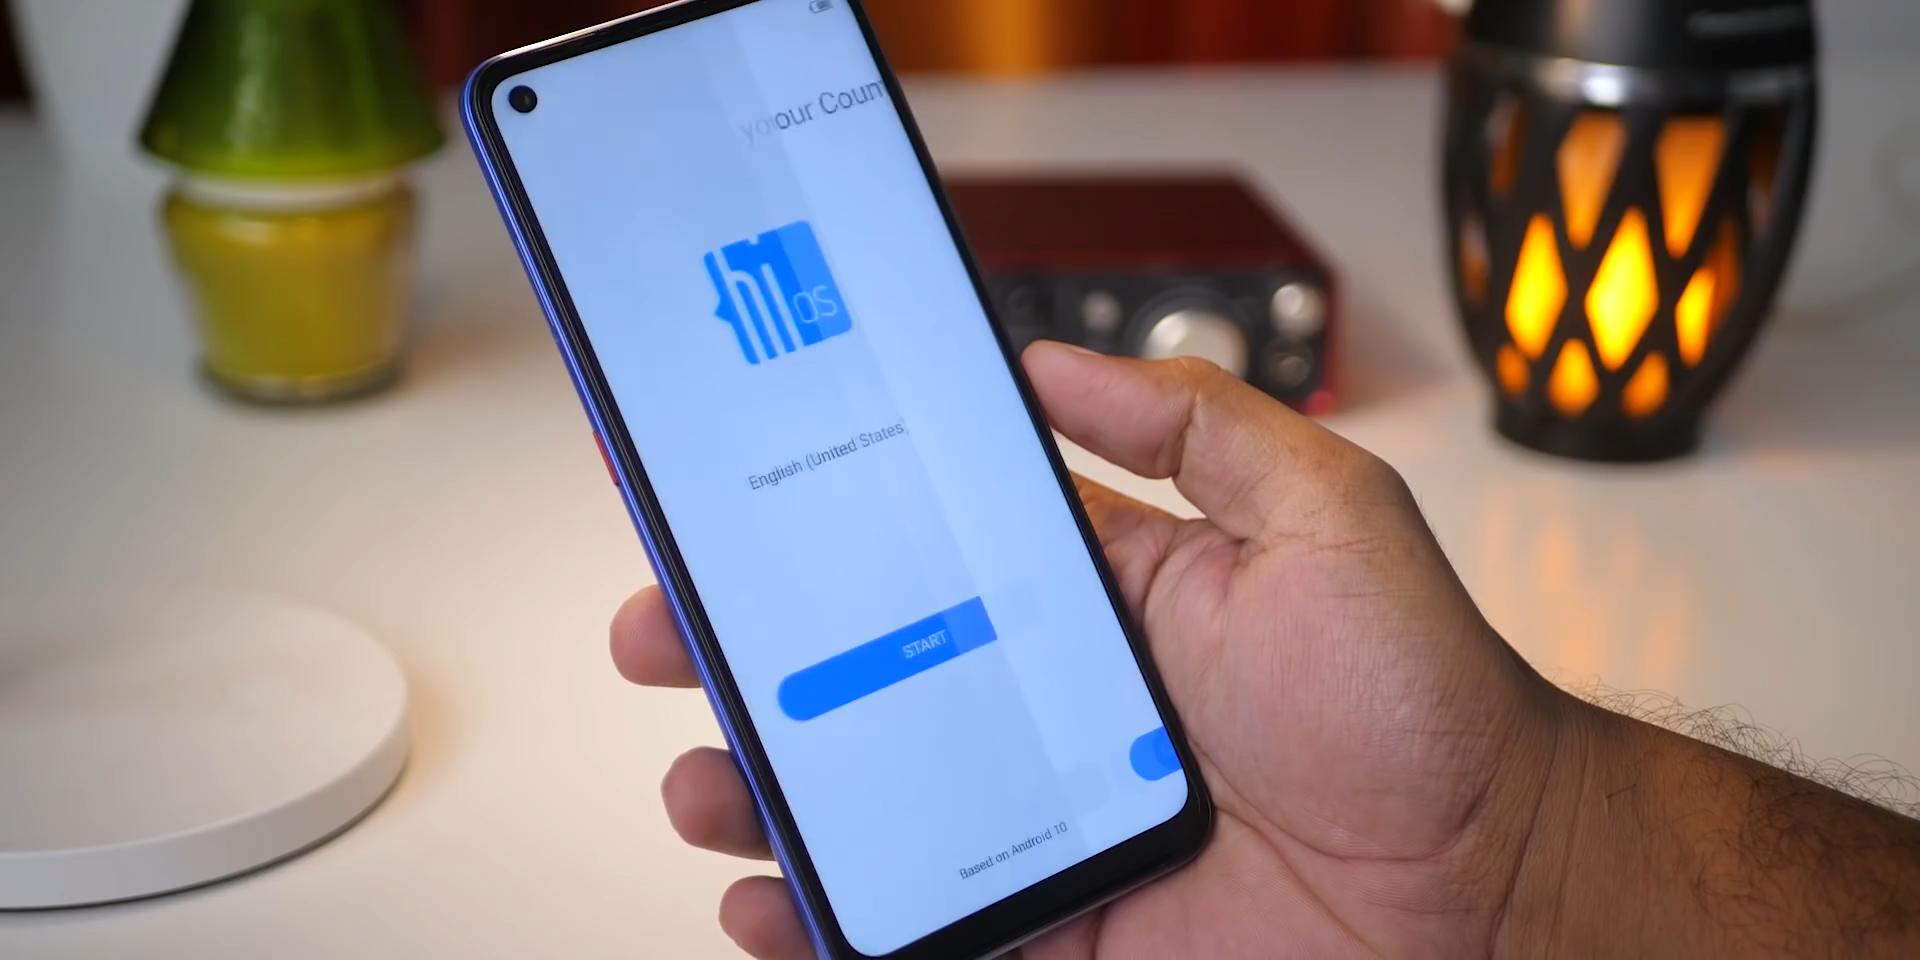 your Coun
OS
English (United States)
START
Based on Android 10